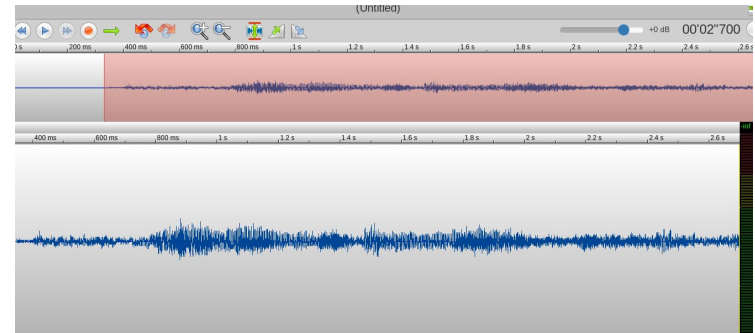 (Untitled)
+0 dB 00'02"700
0 s 200 ms 400 ms 600 ms 800 ms 1 s 1.2 s 1.4 s 1.6 s 1.8 s 2 s 2.2 s 2.4 s 2.6 s
400 ms 600 ms 800 ms 1 s 1.2 s 1.4 s 1.6 s 1.8 s 2 s 2.2 s 2.4 s 2.6 s
-inf